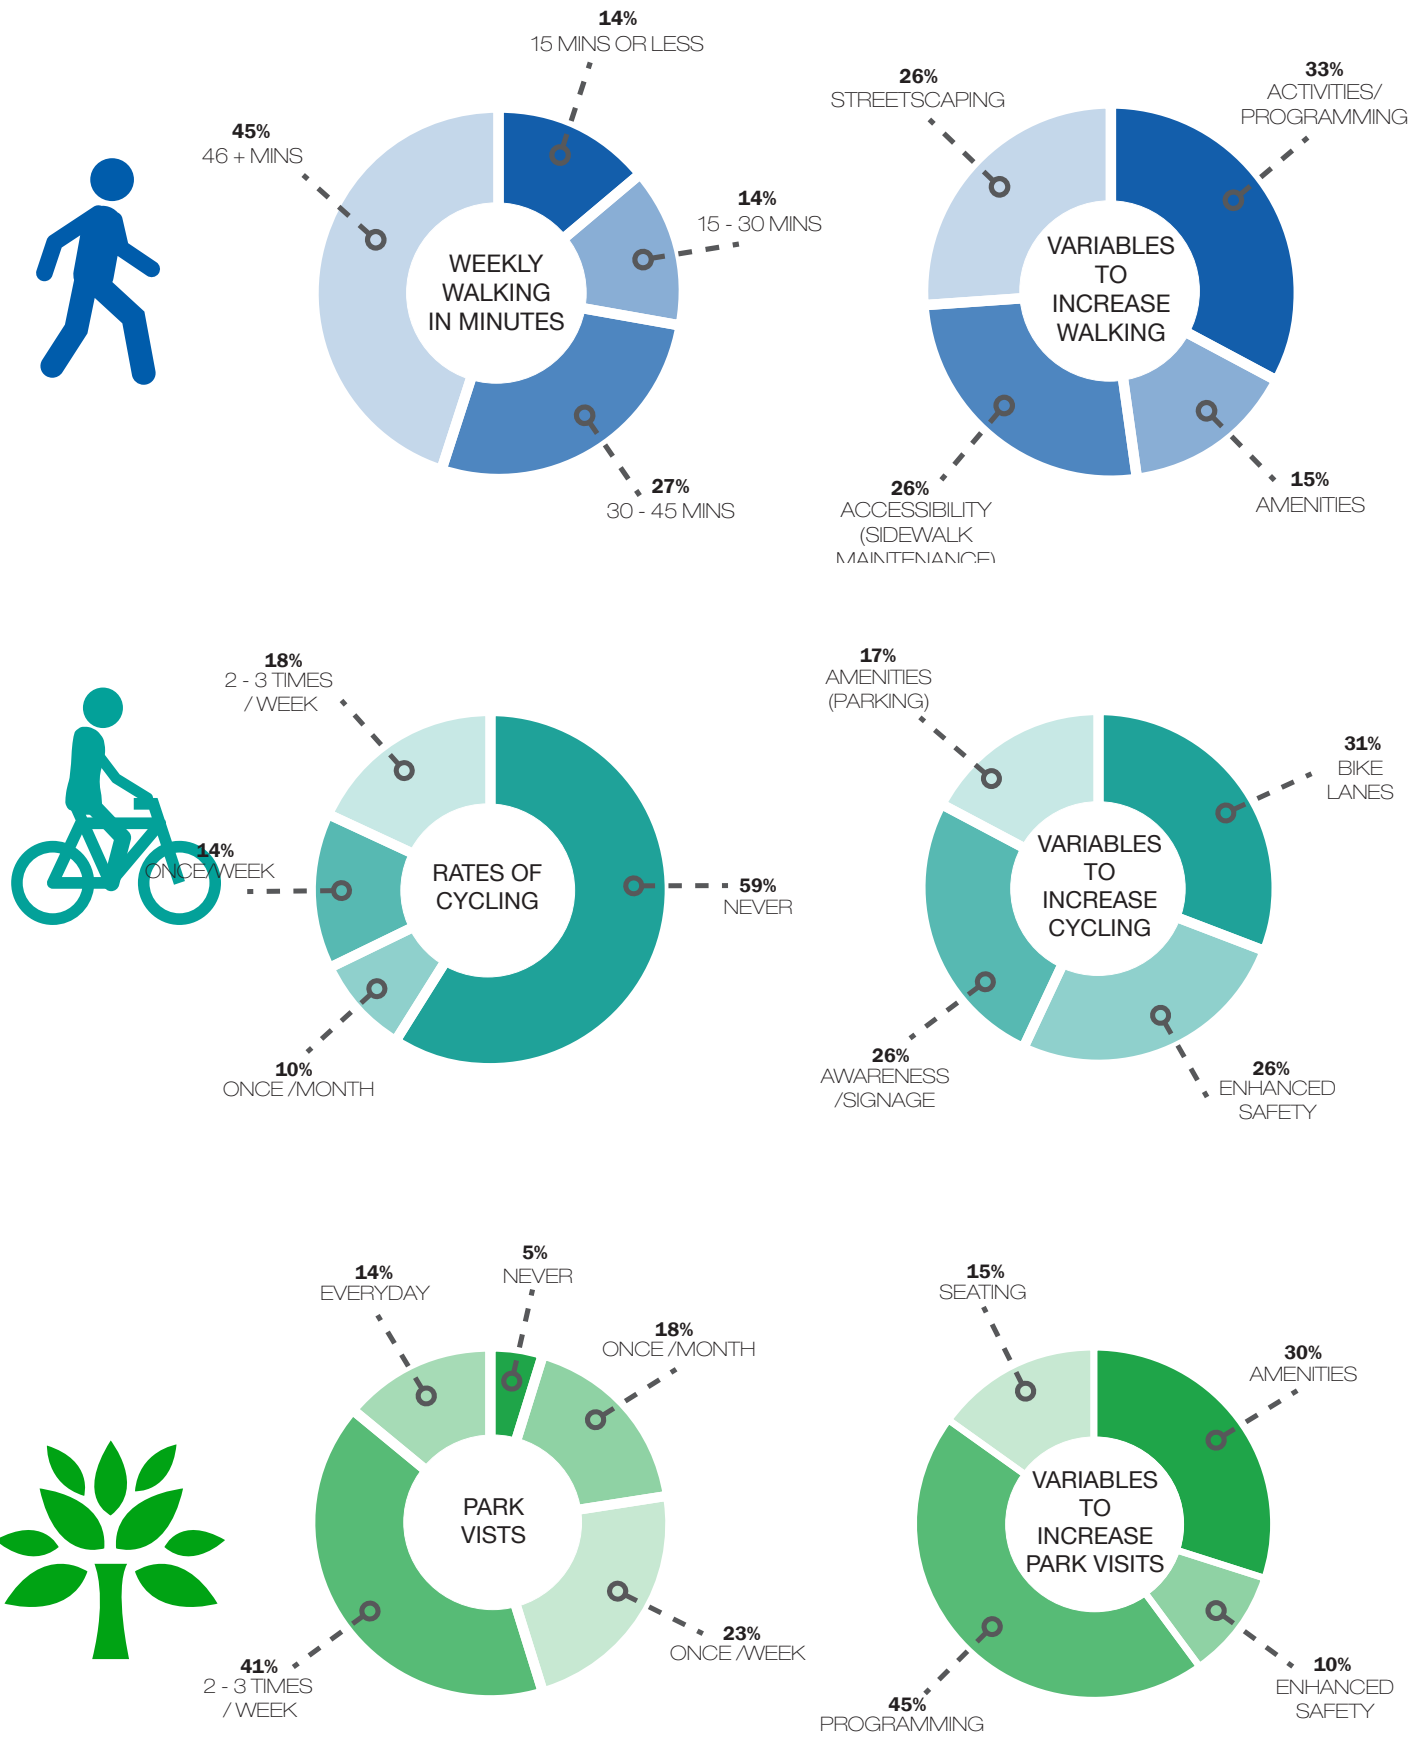 14%
15 MINS OR LESS
45%
46 + MINS
14%
15 - 30 MINS
WEEKLY
WALKING
IN MINUTES
27%
30 - 45 MINS
26%
STREETSCAPING
33%
ACTIVITIES/
PROGRAMMING
VARIABLES
TO
INCREASE
WALKING
26%
ACCESSIBILITY
(SIDEWALK
MAINTENANCE)
15%
AMENITIES
18%
2 - 3 TIMES
/ WEEK
14%
ONCE/WEEK
RATES OF
CYCLING
59%
NEVER
10%
ONCE /MONTH
17%
AMENITIES
(PARKING)
31%
BIKE
LANES
VARIABLES
TO
INCREASE
CYCLING
26%
AWARENESS
/SIGNAGE
26%
ENHANCED
SAFETY
14%
EVERYDAY
5%
NEVER
18%
ONCE /MONTH
PARK
VISTS
41%
2 - 3 TIMES
/ WEEK
23%
ONCE /WEEK
15%
SEATING
30%
AMENITIES
VARIABLES
TO
INCREASE
PARK VISITS
45%
PROGRAMMING
10%
ENHANCED
SAFETY